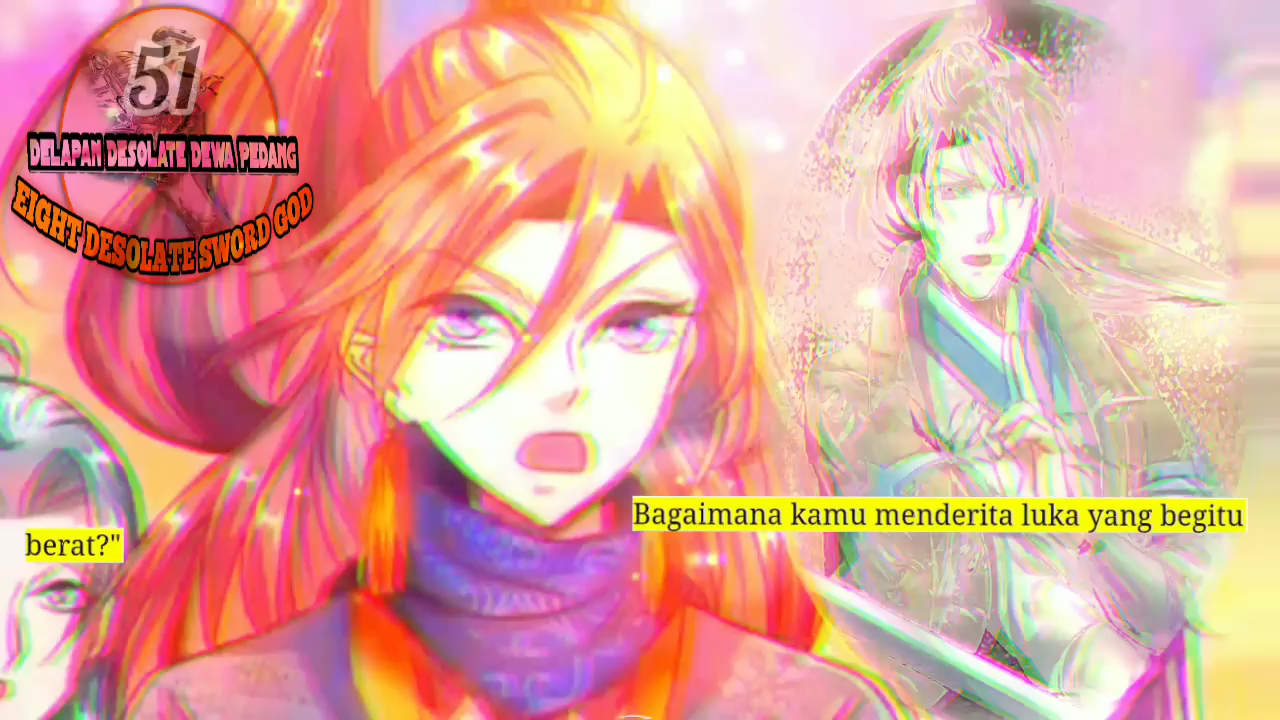 51
DELAPAN DESOLATE DEWA PEDANG
EIGHT DESOLATE SWORD GOD
Bagaimana kamu menderita luka yang begitu
berat?"